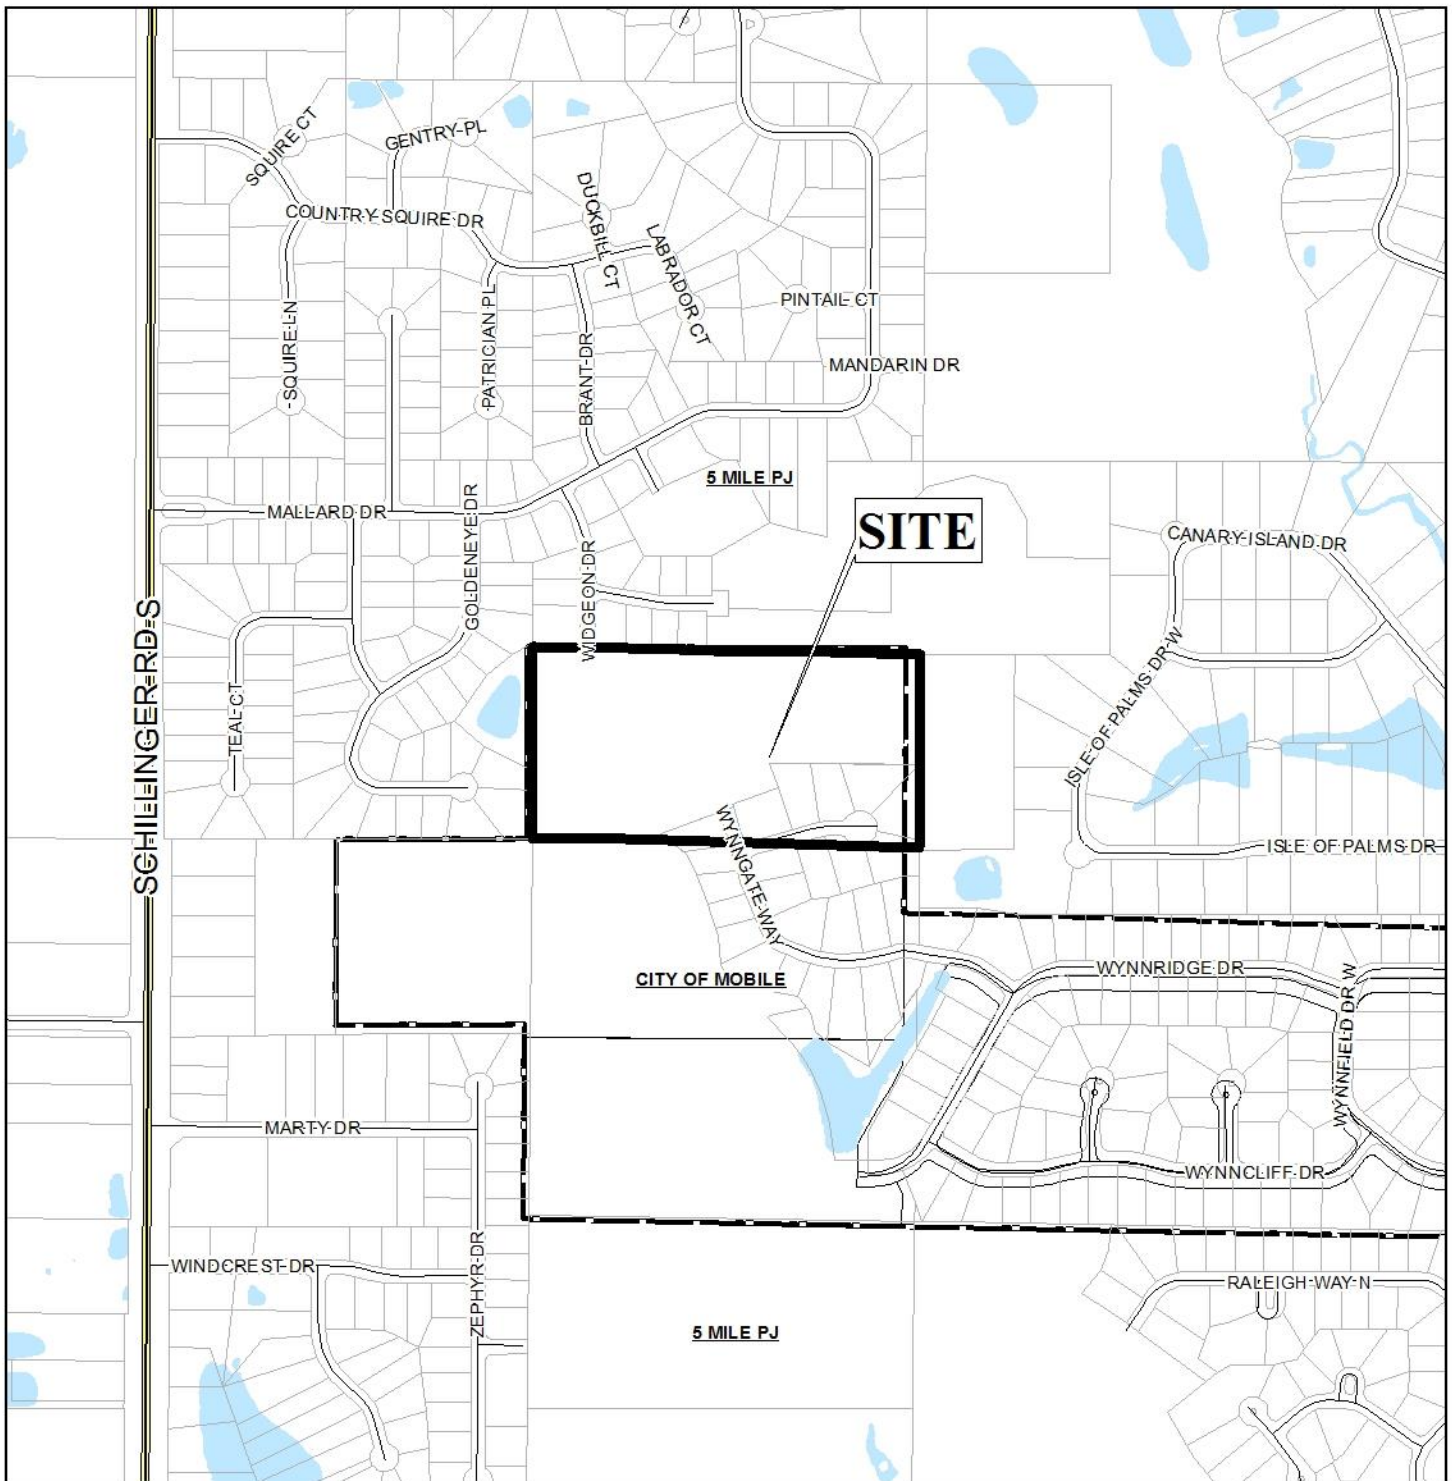 SQUIRE CT
GENTRY PL
DUCKBILL CT
COUNTRY SQUIRE DR
LABRADOR CT
PINTAIL CT
SQUIRE LN
PATRICIAN PL
BRANT DR
MANDARIN DR
5 MILE PJ
MALLARD DR
GOLDENEYE DR
SITE
CANARY ISLAND DR
WIDGEON DR
SCHILLINGER RD S
TEAL CT
ISLE OF PALMS DR W
WYNNGATE WAY
ISLE OF PALMS DR
CITY OF MOBILE
WYNNRIDGE DR
WYNNFIELD DR W
MARTY DR
WYNNCLIFF DR
WINDCREST DR
ZEPHYR DR
RALEIGH WAY N
5 MILE PJ